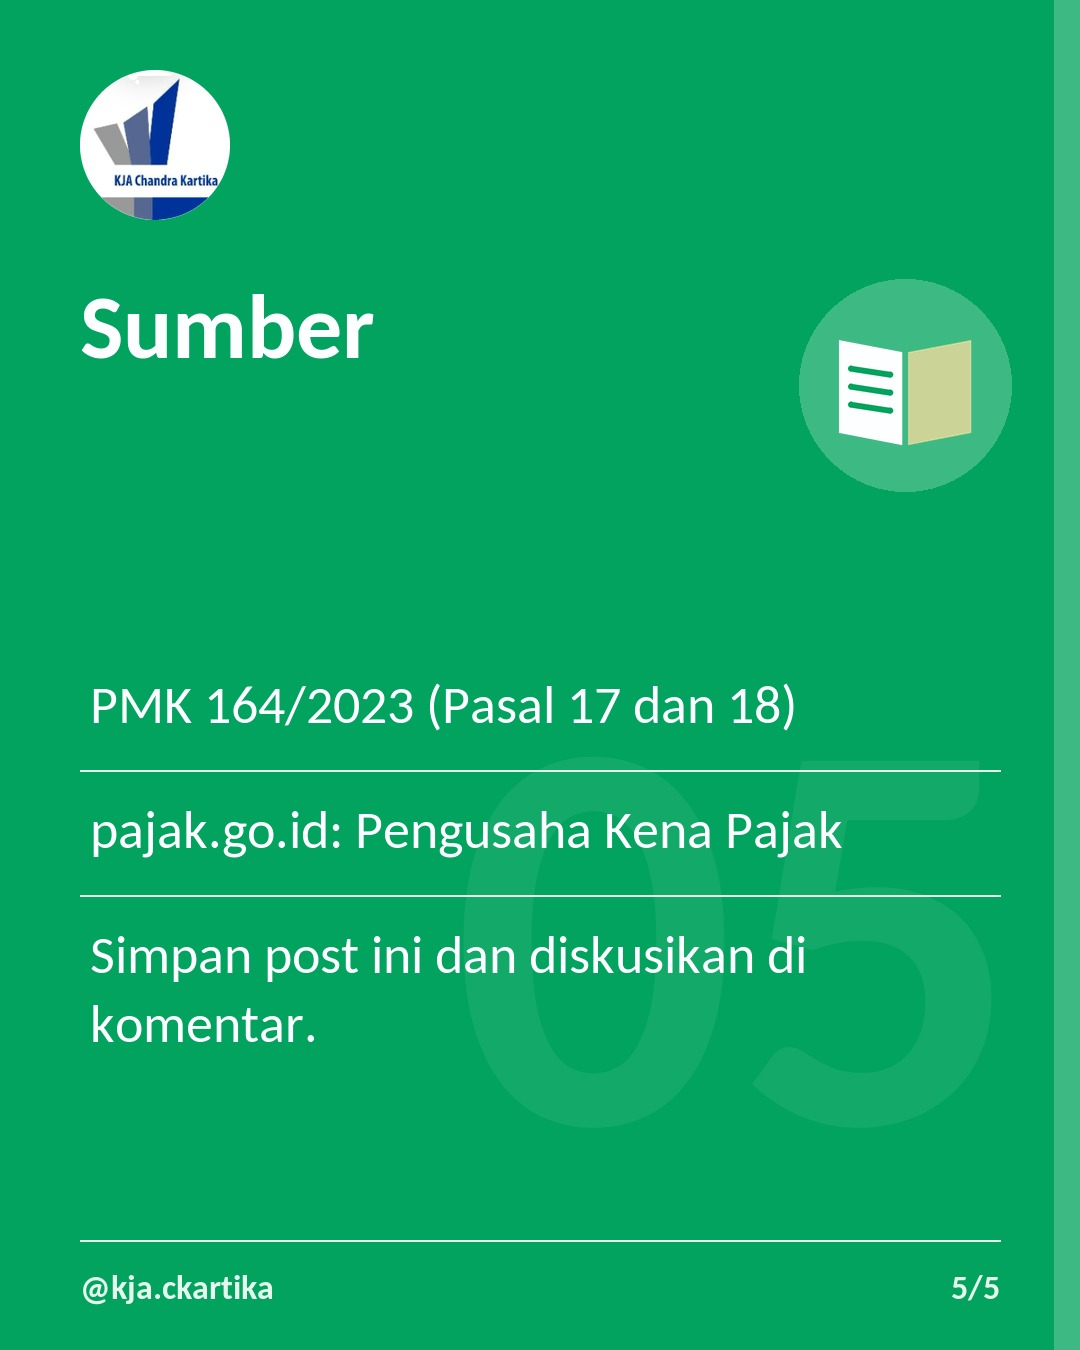 KJA Chandra Kartika
Sumber
PMK 164/2023 (Pasal 17 dan 18)
pajak.go.id: Pengusaha Kena Pajak
Simpan post ini dan diskusikan di
komentar.
05
@kja.ckartika
5/5